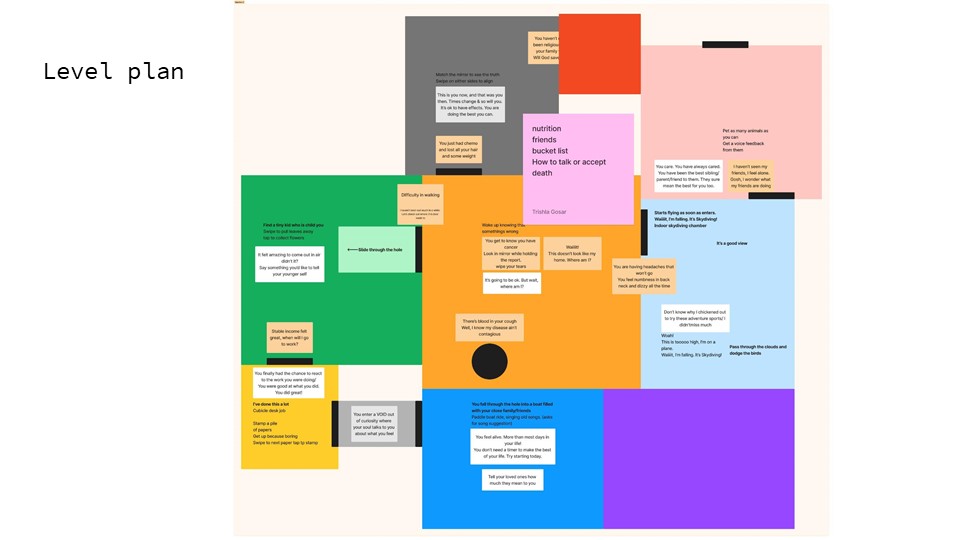 Level plan
You haven't
been religious
your family
Will God save
Match the mirror to see the truth
Swipe on either sides to align
This is you now, and that was you
then. Times change & so will you.
It's ok to have effects. You are
doing the best you can.
You just had chemo
and lost all your hair
and some weight
nutrition
friends
bucket list
How to talk or accept
death
Trishla Gosar
Pet as many animals as
you can
Get a voice feedback
from them
You care. You have always cared.
You have been the best sibling/
parent/friend to them. They sure
mean the best for you too.
I haven't seen my
friends, I feel alone.
Gosh, I wonder what
my friends are doing
Difficulty in walking
Find a tiny kid who is child you
Swipe to pull leaves away
tap to collect flowers
It felt amazing to come out in air
didn't it?
Say something you'd like to tell
your younger self
Slide through the hole
Wake up knowing that
something's wrong
You get to know you have
cancer
Look in mirror while holding
the report.
wipe your tears
Waiiit!
This doesn't look like my
home. Where am I?
It's going to be ok. But wait,
where am I?
Starts flying as soon as enters.
Waiiit, I'm falling. It's Skydiving!
Indoor skydiving chamber
It's a good view
You are having headaches that
won't go
You feel numbness in back
neck and dizzy all the time
Don't know why I chickened out
to try these adventure sports! I
didn't miss much
Woah!
This is tooooo high, I'm on a
plane.
Waiiit, I'm falling. It's Skydiving!
Pass through the clouds and
dodge the birds
There's blood in your cough
Well, I know my disease ain't
contagious
Stable income felt
great, when will I go
to work?
You finally had the chance to react
to the work you were doing!
You were good at what you did.
You did great!
I've done this a lot
Cubicle desk job
Stamp a pile
of papers
Get up because boring
Swipe to next paper tap to stamp
You enter a VOID out
of curiosity where
your soul talks to you
about what you feel
You fall through the hole into a boat filled
with your close family/friends
Paddle boat ride, singing old songs. (asks
for song suggestion)
You feel alive. More than most days in
your life!
You don't need a timer to make the best
of your life. Try starting today.
Tell your loved ones how
much they mean to you